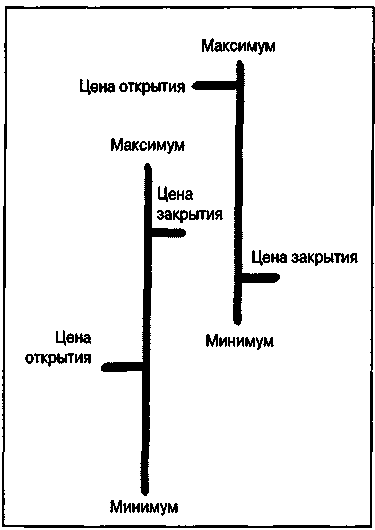 Максимум
Цена открытия
Максимум
Цена
закрытия
Цена закрытия
Минимум
Цена
открытия
Минимум